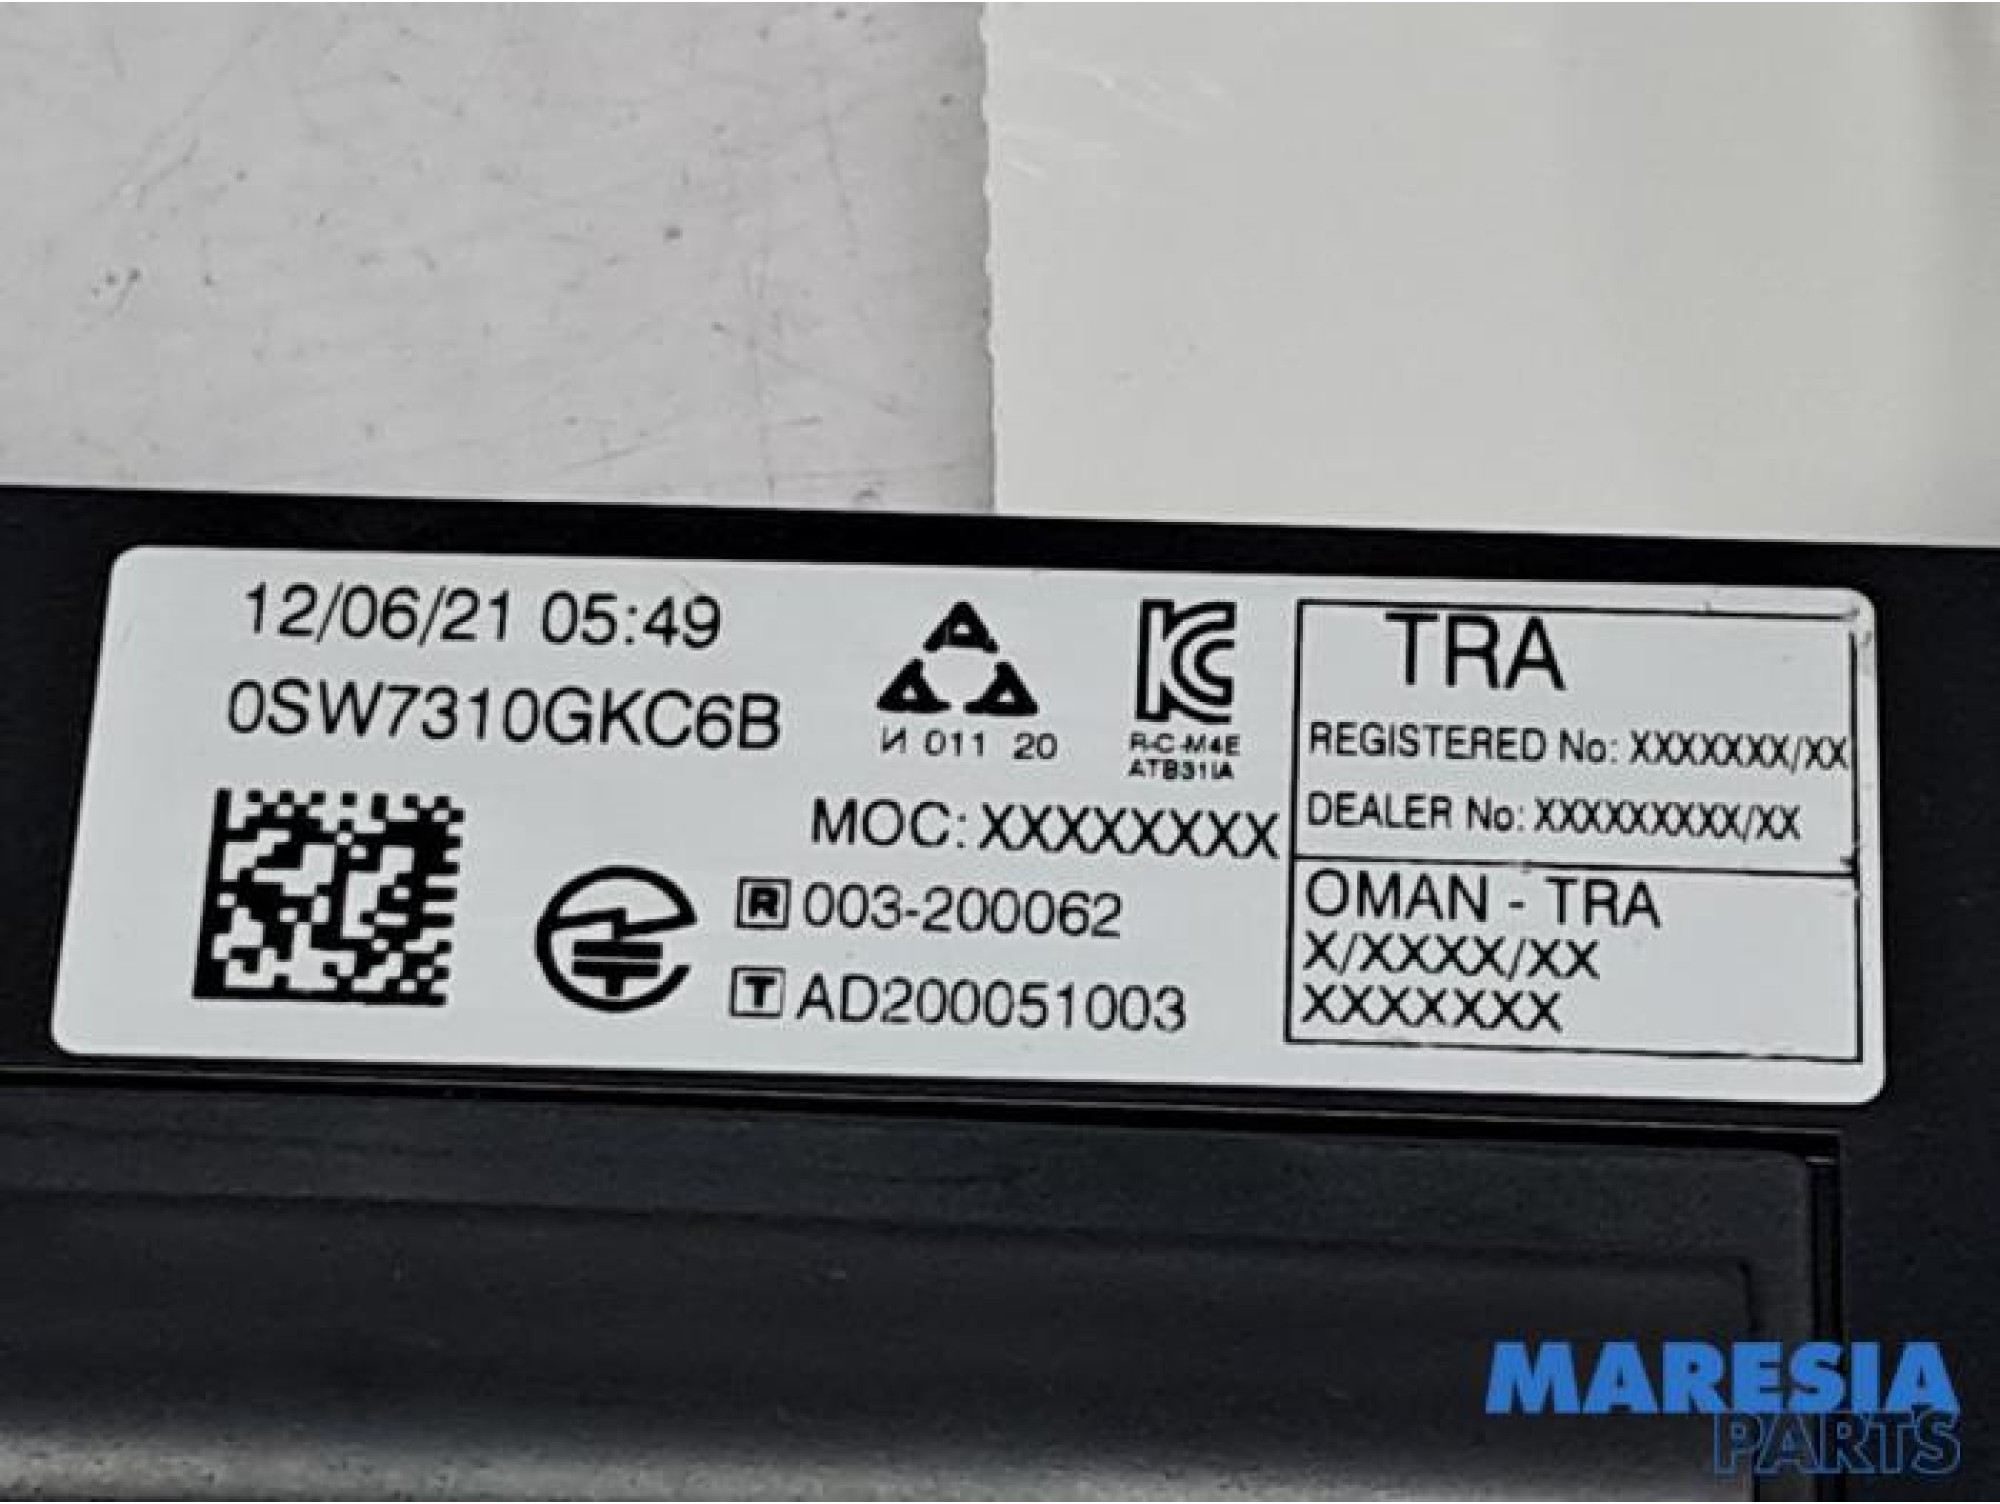 12/06/21 05:49
0SW7310GKC6B
И 011 20
R-C-M4E
ATB31IA
MOC: XXXXXXXX
R 003-200062
T AD200051003
TRA
REGISTERED No: XXXXXXX/XX
DEALER No: XXXXXXXXX/XX
OMAN - TRA
X/XXXX/XX
XXXXXXX
MARESIA
PARTS